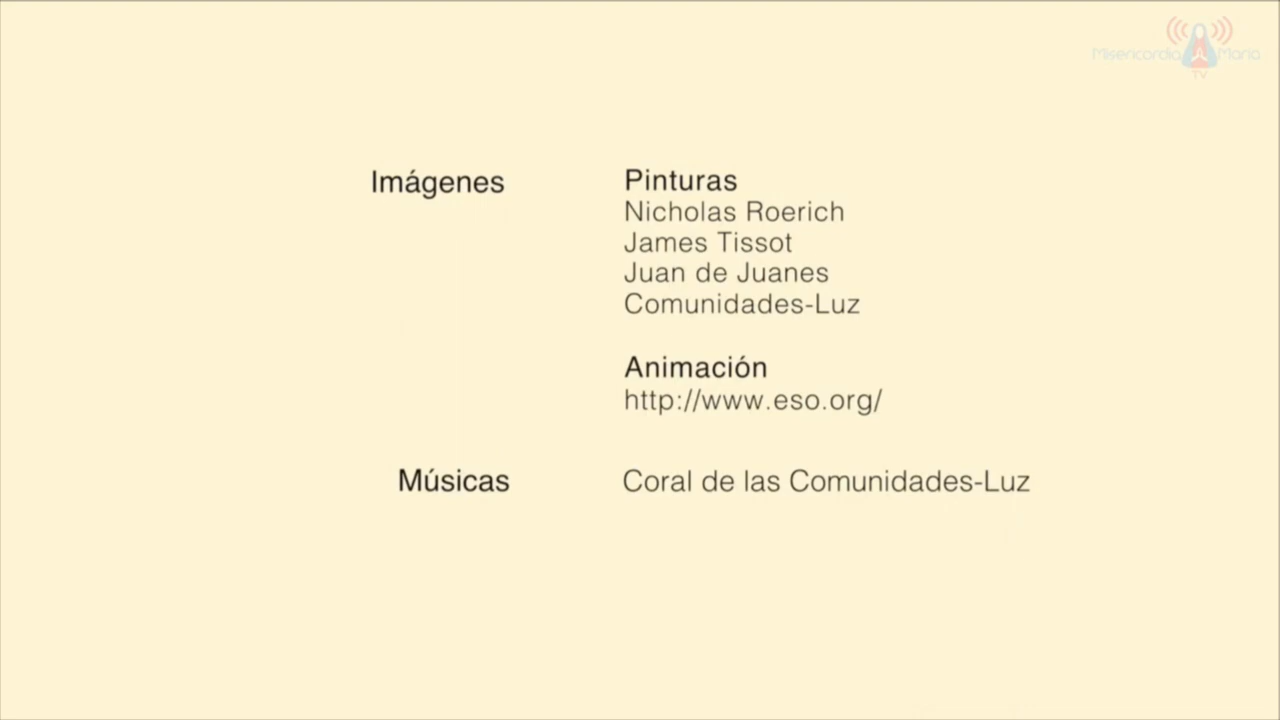 Misericordia Maria
TV
Imágenes
Pinturas
Nicholas Roerich
James Tissot
Juan de Juanes
Comunidades-Luz
Animación
http://www.eso.org/
Músicas
Coral de las Comunidades-Luz